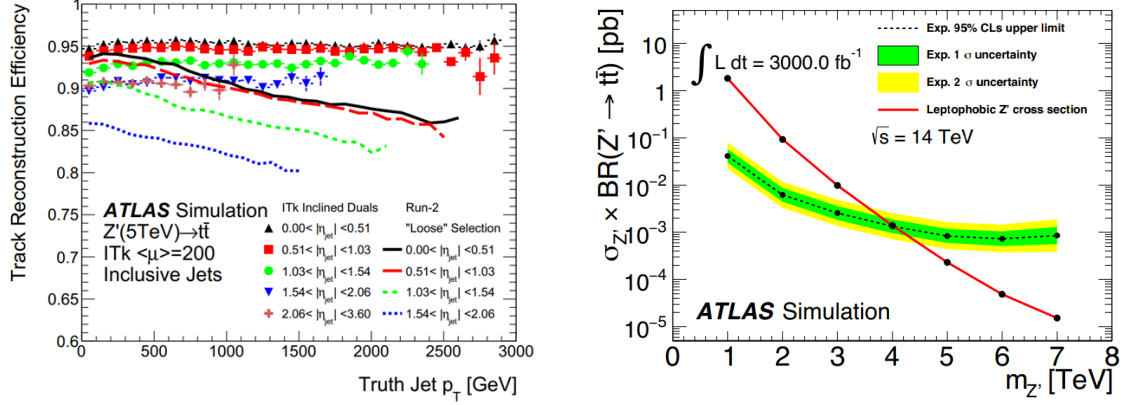 Track Reconstruction Efficiency
1
0.95
0.9
0.85
0.8
0.75
0.7
0.65
0.6
ATLAS Simulation
Z'(5TeV)→tt̄
ITk <μ>=200
Inclusive Jets
ITk Inclined Duals
0.00< |η_jet| <0.51
0.51< |η_jet| <1.03
1.03< |η_jet| <1.54
1.54< |η_jet| <2.06
2.06< |η_jet| <3.60
Run-2
"Loose" Selection
0.00< |η_jet| <0.51
0.51< |η_jet| <1.03
1.03< |η_jet| <1.54
1.54< |η_jet| <2.06
0 500 1000 1500 2000 2500 3000
Truth Jet p_T [GeV]
σ_Z' × BR(Z' → tt̄) [pb]
10
1
10⁻¹
10⁻²
10⁻³
10⁻⁴
10⁻⁵
∫ L dt = 3000.0 fb⁻¹
Exp. 95% CLs upper limit
Exp. 1 σ uncertainty
Exp. 2 σ uncertainty
Leptophobic Z' cross section
√s = 14 TeV
ATLAS Simulation
0 1 2 3 4 5 6 7 8
m_Z' [TeV]